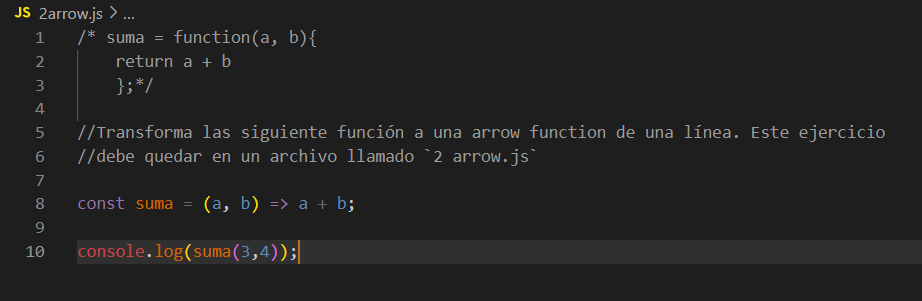 JS 2arrow.js > ...
1 /* suma = function(a, b){
2 return a + b
3 };*/
4
5 //Transforma las siguiente función a una arrow function de una línea. Este ejercicio
6 //debe quedar en un archivo llamado `2 arrow.js`
7
8 const suma = (a, b) => a + b;
9
10 console.log(suma(3,4));